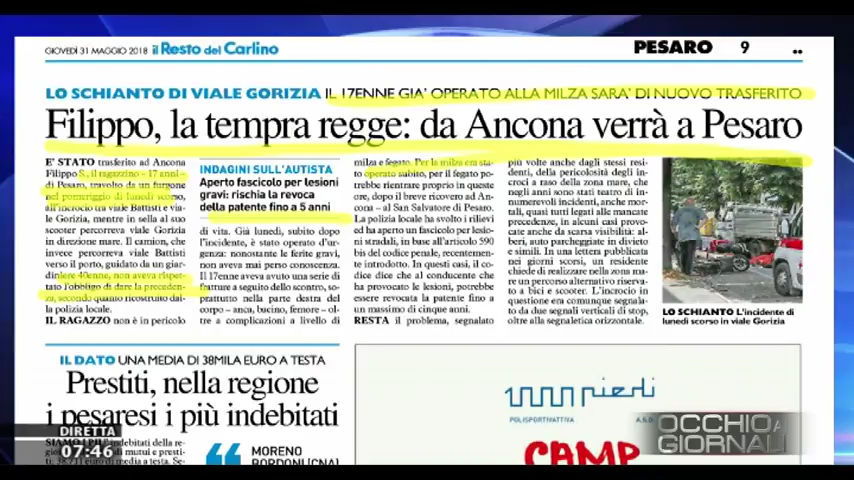 GIOVEDÌ 31 MAGGIO 2018 il Resto del Carlino
PESARO 9 ..
LO SCHIANTO DI VIALE GORIZIA IL 17ENNE GIA' OPERATO ALLA MILZA SARA' DI NUOVO TRASFERITO
Filippo, la tempra regge: da Ancona verrà a Pesaro
E' STATO trasferito ad Ancona
Filippo S., il ragazzino - 17 anni -
di Pesaro, travolto da un furgone
nel pomeriggio di lunedì scorso,
all'incrocio tra viale Battisti e via-
le Gorizia, mentre in sella al suo
scooter percorreva viale Gorizia
in direzione mare. Il camion, che
invece percorreva viale Battisti
verso il porto, guidato da un giar-
diniere 40enne, non aveva rispet-
tato l'obbligo di dare la preceden-
za, secondo quanto ricostruito dal-
la polizia locale.
IL RAGAZZO non è in pericolo
INDAGINI SULL'AUTISTA
Aperto fascicolo per lesioni
gravi: rischia la revoca
della patente fino a 5 anni
di vita. Già lunedì, subito dopo
l'incidente, è stato operato d'ur-
genza: nonostante le ferite gravi,
non aveva mai perso conoscenza.
Il 17enne aveva avuto una serie di
fratture a seguito dello scontro, so-
prattutto nella parte destra del
corpo - anca, bacino, femore - ol-
tre a complicazioni a livello di
milza e fegato. Per la milza era sta-
to operato subito, per il fegato
potrebbe rientrare proprio in queste
ore, dopo il breve ricovero ad An-
cona - al San Salvatore di Pesaro.
La polizia locale ha svolto i rilievi
ed ha aperto un fascicolo per lesio-
ni stradali, in base all'articolo 590
bis del codice penale, recentemen-
te introdotto. In questi casi, il co-
dice dice che al conducente che
ha provocato le lesioni, potrebbe
essere revocata la patente fino a
un massimo di cinque anni.
RESTA il problema, segnalato
più volte anche dagli stessi resi-
denti, della pericolosità degli in-
croci a raso della zona mare, che
negli anni sono stati teatro di in-
numerevoli incidenti, anche mor-
tali, quasi tutti legati alle mancate
precedenze, in alcuni casi provo-
cate anche da scarsa visibilità: al-
beri, auto parcheggiate in divieto
e simili. In una lettera pubblicata
nei giorni scorsi, un residente
chiede di realizzare nella zona ma-
re un percorso alternativo riserva-
to a bici e scooter. L'incrocio in
questione era comunque segnala-
to da due segnali verticali di stop,
oltre alla segnaletica orizzontale.
LO SCHIANTO L'incidente di
lunedì scorso in viale Gorizia
IL DATO UNA MEDIA DI 38MILA EURO A TESTA
Prestiti, nella regione
i pesaresi i più indebitati
indebitati della re-
MORENO
BORDONI (CNA)
piedi
POLISPORTIVATTIVA
CAMP
DIRETTA
07:46
OCCHIO AI
GIORNALI